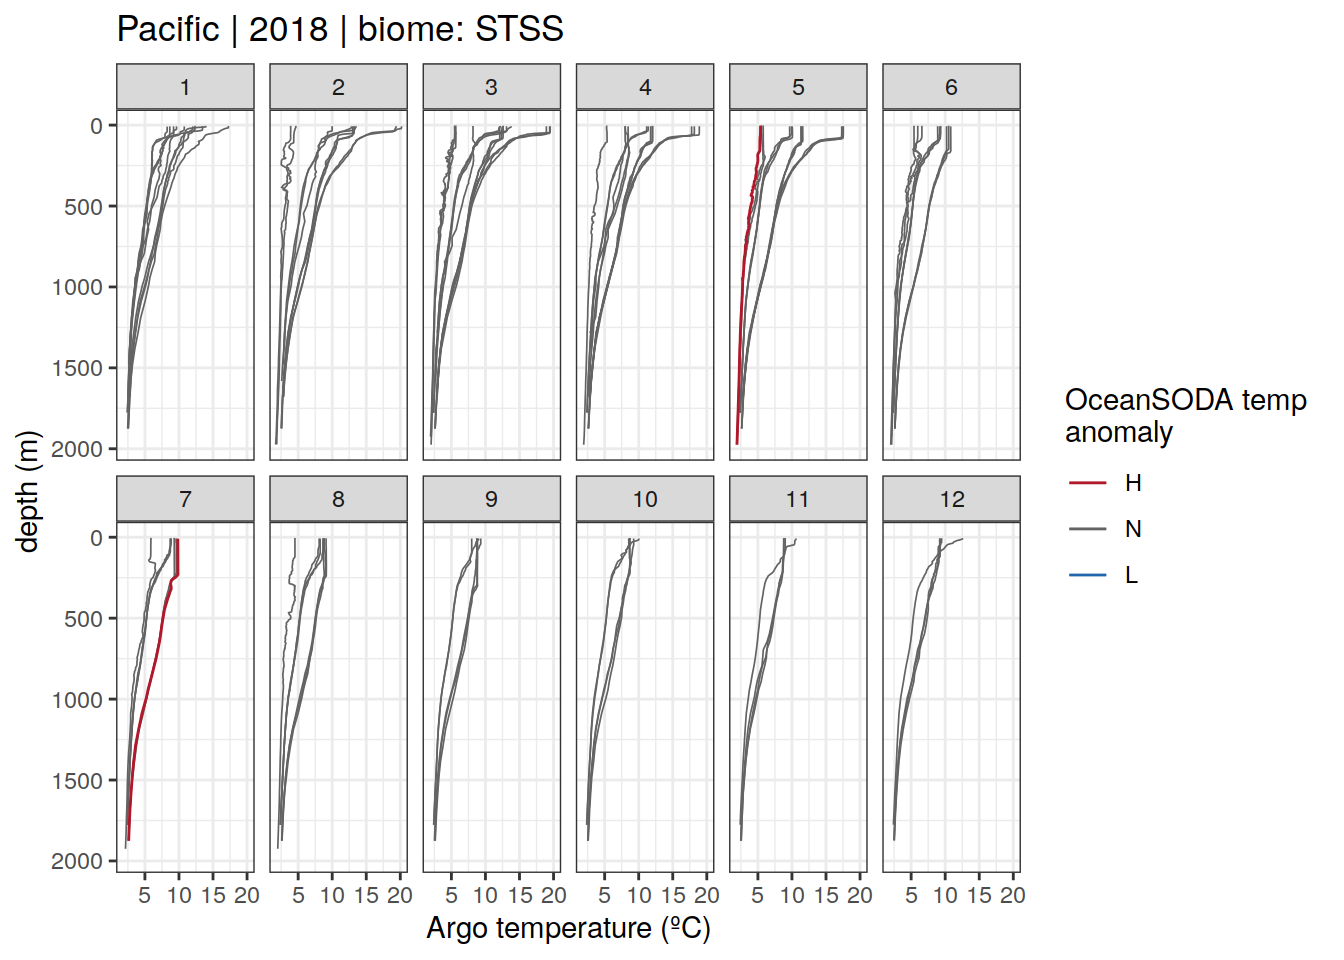 Pacific | 2018 | biome: STSS
1 2 3 4 5 6
0
500
1000
1500
2000
7 8 9 10 11 12
0
500
1000
1500
2000
5 10 15 20 5 10 15 20 5 10 15 20 5 10 15 20 5 10 15 20 5 10 15 20
Argo temperature (ºC)
depth (m)
OceanSODA temp
anomaly
H
N
L